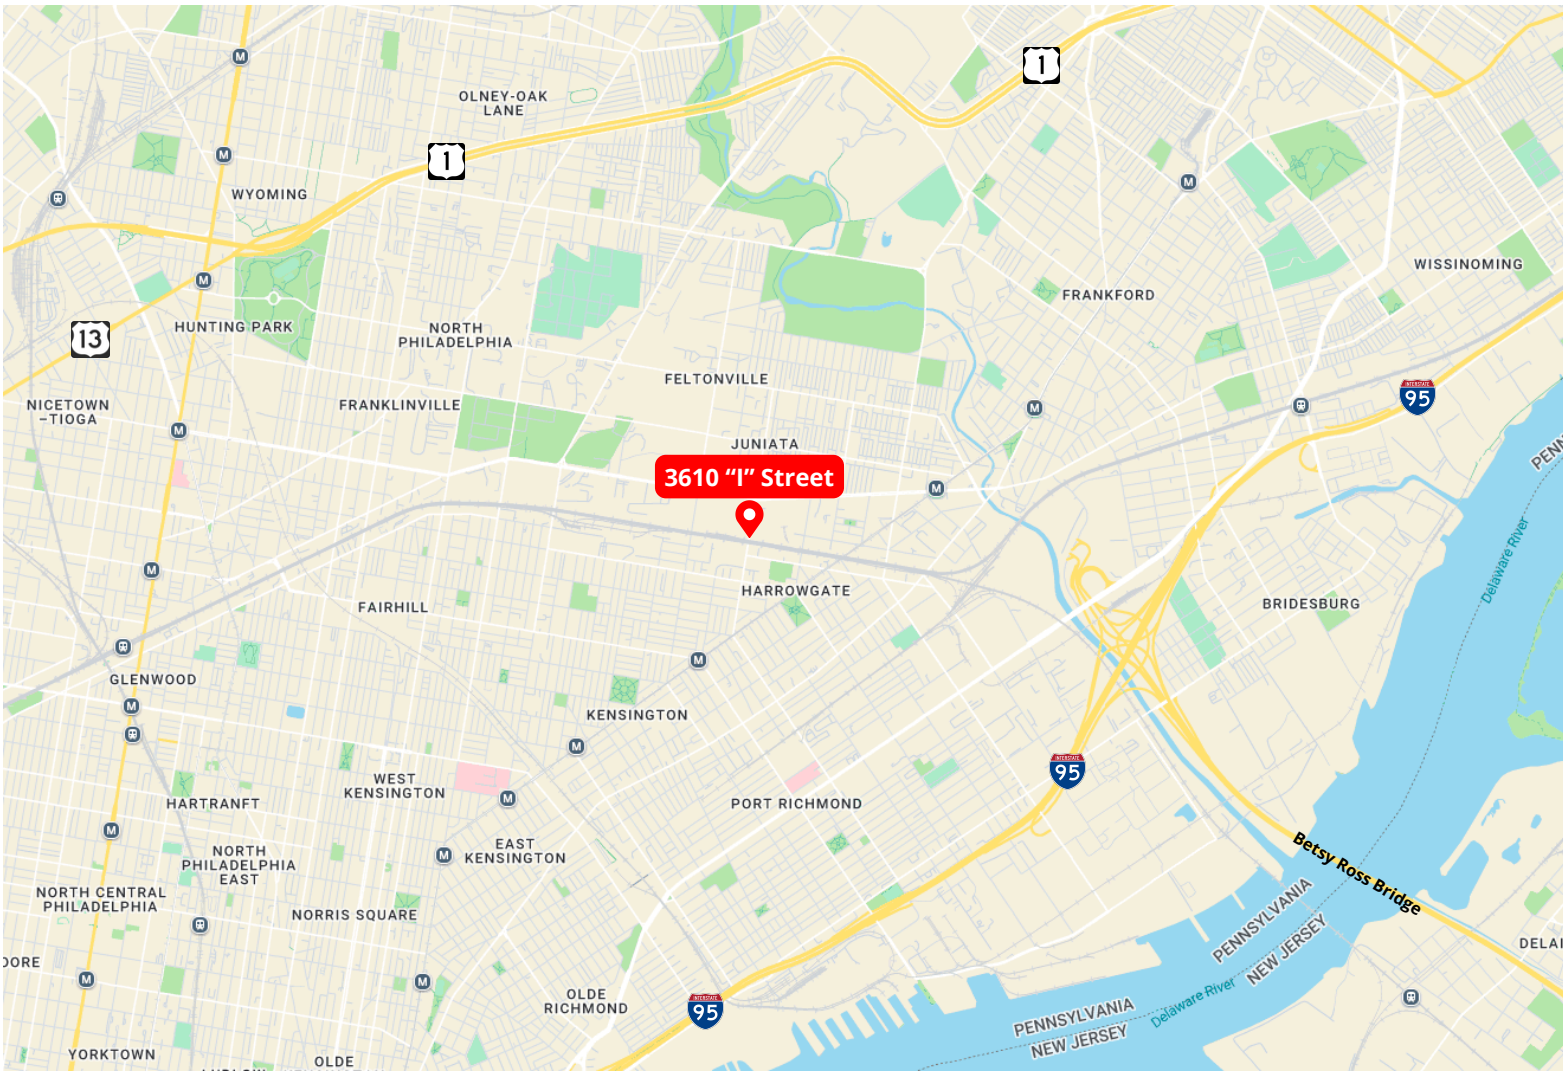 1
OLNEY-OAK
LANE
M
1
M
M
WYOMING
WISSINOMING
M
FRANKFORD
13
HUNTING PARK
NORTH
PHILADELPHIA
FELTONVILLE
INTERSTATE
95
NICETOWN
-TIOGA
FRANKLINVILLE
M
M
JUNIATA
3610 “I” Street
M
Delaware River
M
HARROWGATE
FAIRHILL
BRIDESBURG
M
GLENWOOD
M
KENSINGTON
M
INTERSTATE
95
WEST
KENSINGTON
M
HARTRANFT
PORT RICHMOND
M
NORTH
PHILADELPHIA
EAST
EAST
KENSINGTON
M
Betsy Ross Bridge
NORTH CENTRAL
PHILADELPHIA
NORRIS SQUARE
PENNSYLVANIA
NEW JERSEY
M
M
OLDE
RICHMOND
INTERSTATE
95
Delaware River
PENNSYLVANIA
NEW JERSEY
YORKTOWN
OLDE